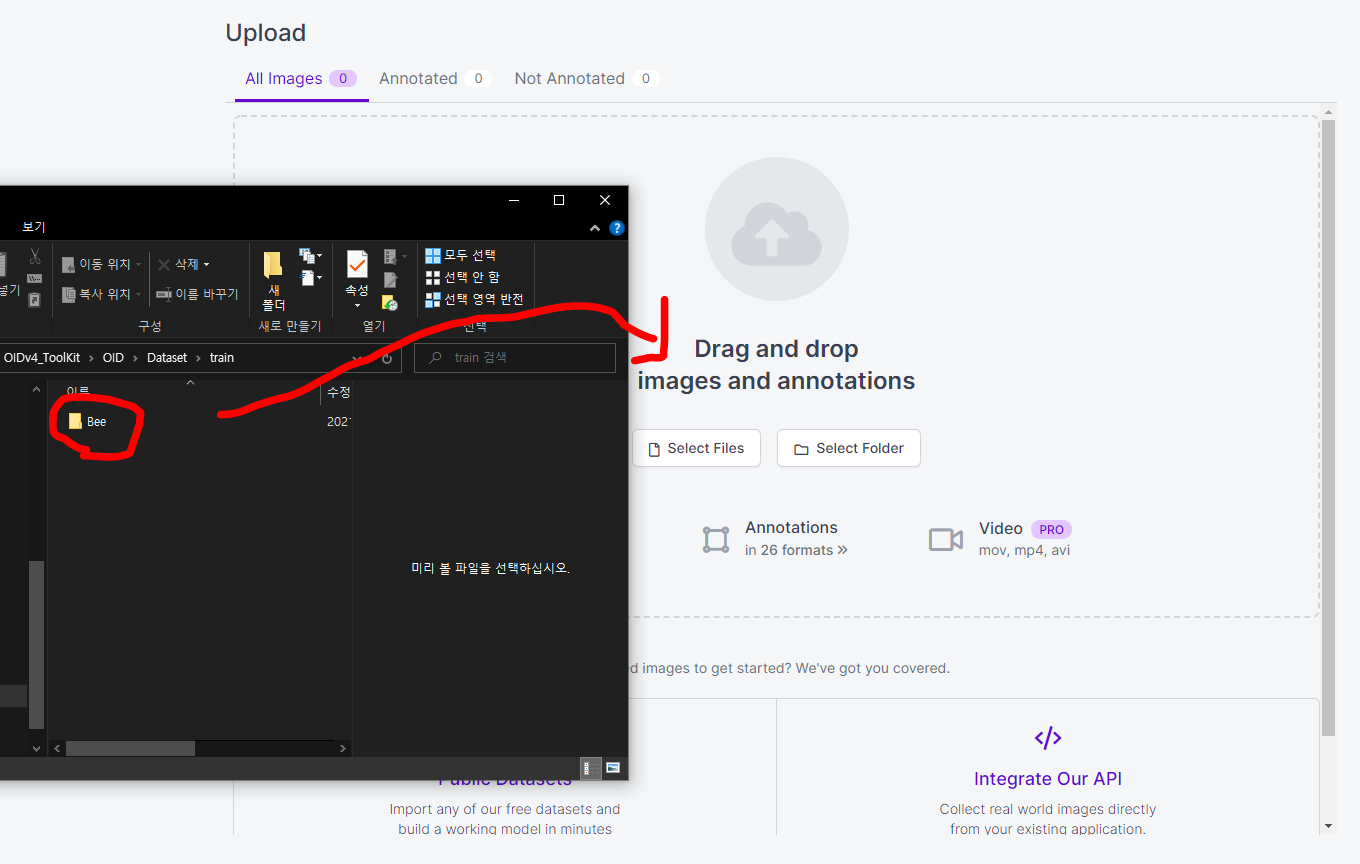 Upload
All Images 0 Annotated 0 Not Annotated 0
보기
?
이동 위치 삭제
복사 위치 이름 바꾸기
새
폴더
속성
모두 선택
선택 안 함
선택 영역 반전
구성 새로 만들기 열기 선택
OIDv4_ToolKit › OID › Dataset › train
train 검색
이름 수정
Bee
미리 볼 파일을 선택하십시오.
Drag and drop
images and annotations
Select Files Select Folder
Annotations
in 26 formats »
Video PRO
mov, mp4, avi
images to get started? We've got you covered.
Public Datasets
Import any of our free datasets and
build a working model in minutes
</> 
Integrate Our API
Collect real world images directly
from your existing application.